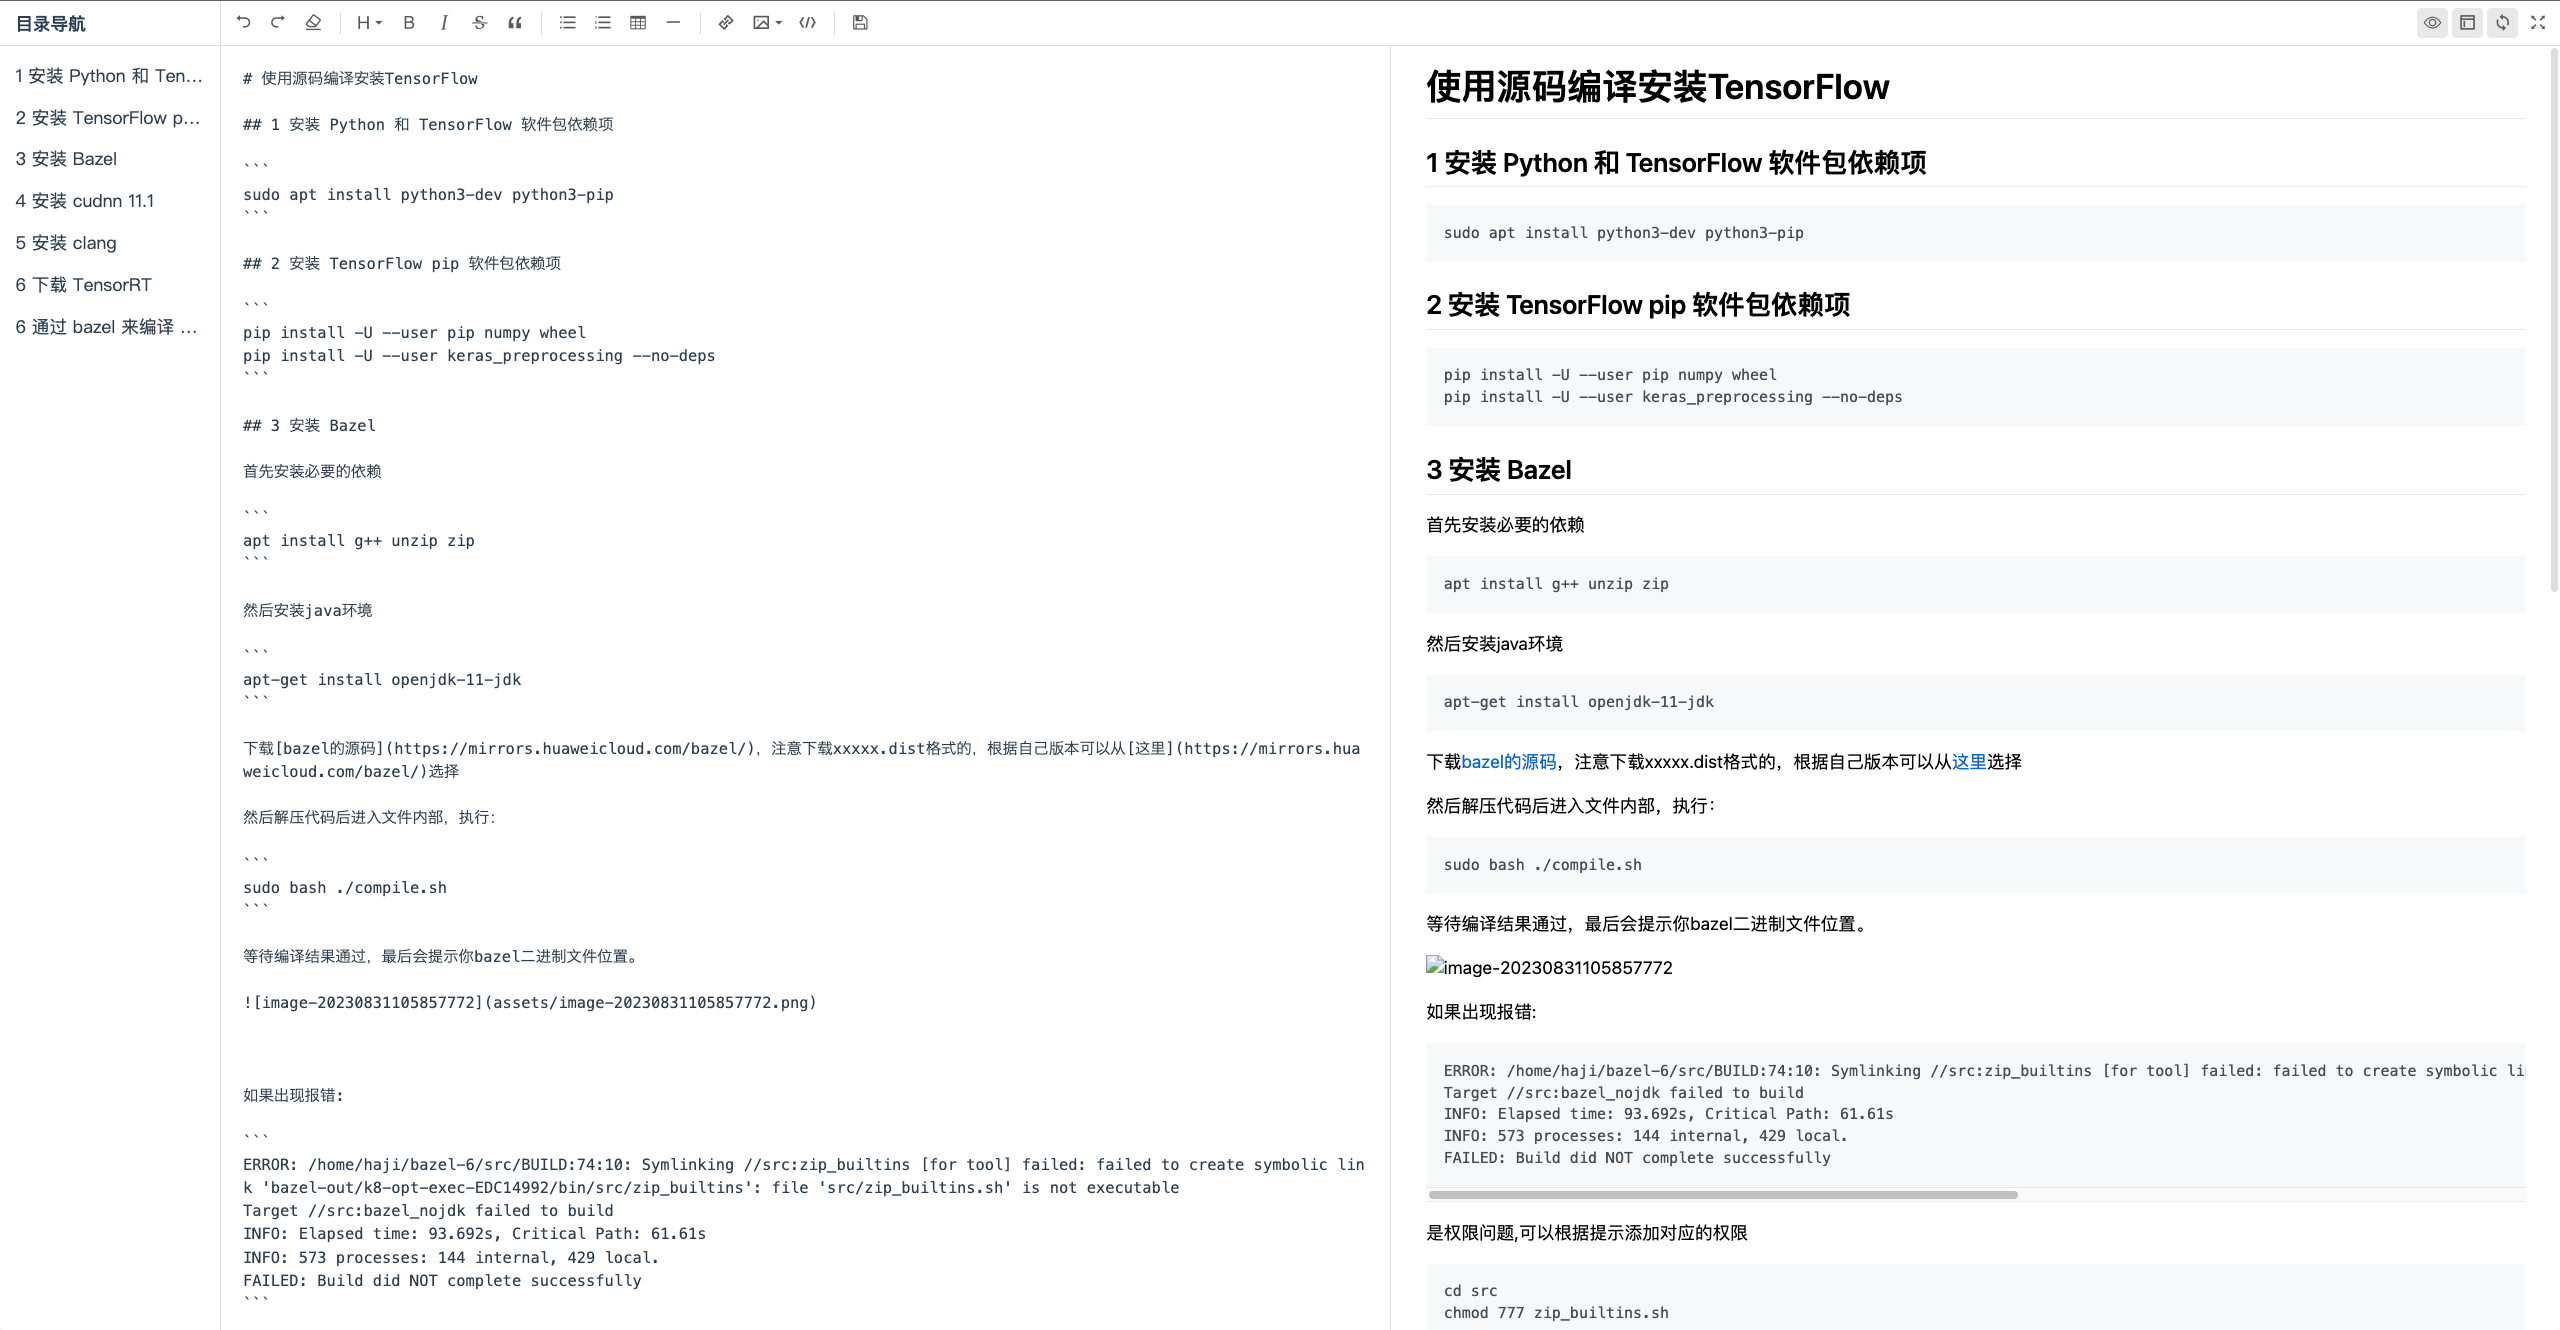 目录导航
1 安装 Python 和 Ten...
2 安装 TensorFlow p...
3 安装 Bazel
4 安装 cudnn 11.1
5 安装 clang
6 下载 TensorRT
6 通过 bazel 来编译 ...
# 使用源码编译安装TensorFlow
## 1 安装 Python 和 TensorFlow 软件包依赖项
```
sudo apt install python3-dev python3-pip
```
## 2 安装 TensorFlow pip 软件包依赖项
```
pip install -U --user pip numpy wheel
pip install -U --user keras_preprocessing --no-deps
```
## 3 安装 Bazel
首先安装必要的依赖
```
apt install g++ unzip zip
```
然后安装java环境
```
apt-get install openjdk-11-jdk
```
下载[bazel的源码](https://mirrors.huaweicloud.com/bazel/)，注意下载xxxxx.dist格式的，根据自己版本可以从[这里](https://mirrors.hua
weicloud.com/bazel/)选择
然后解压代码后进入文件内部，执行：
```
sudo bash ./compile.sh
```
等待编译结果通过，最后会提示你bazel二进制文件位置。
![image-20230831105857772](assets/image-20230831105857772.png)
如果出现报错:
```
ERROR: /home/haji/bazel-6/src/BUILD:74:10: Symlinking //src:zip_builtins [for tool] failed: failed to create symbolic lin
k 'bazel-out/k8-opt-exec-EDC14992/bin/src/zip_builtins': file 'src/zip_builtins.sh' is not executable
Target //src:bazel_nojdk failed to build
INFO: Elapsed time: 93.692s, Critical Path: 61.61s
INFO: 573 processes: 144 internal, 429 local.
FAILED: Build did NOT complete successfully
```
使用源码编译安装TensorFlow
1 安装 Python 和 TensorFlow 软件包依赖项
sudo apt install python3-dev python3-pip
2 安装 TensorFlow pip 软件包依赖项
pip install -U --user pip numpy wheel
pip install -U --user keras_preprocessing --no-deps
3 安装 Bazel
首先安装必要的依赖
apt install g++ unzip zip
然后安装java环境
apt-get install openjdk-11-jdk
下载bazel的源码，注意下载xxxxx.dist格式的，根据自己版本可以从这里选择
然后解压代码后进入文件内部，执行：
sudo bash ./compile.sh
等待编译结果通过，最后会提示你bazel二进制文件位置。
image-20230831105857772
如果出现报错:
ERROR: /home/haji/bazel-6/src/BUILD:74:10: Symlinking //src:zip_builtins [for tool] failed: failed to create symbolic li
Target //src:bazel_nojdk failed to build
INFO: Elapsed time: 93.692s, Critical Path: 61.61s
INFO: 573 processes: 144 internal, 429 local.
FAILED: Build did NOT complete successfully
是权限问题,可以根据提示添加对应的权限
cd src
chmod 777 zip_builtins.sh